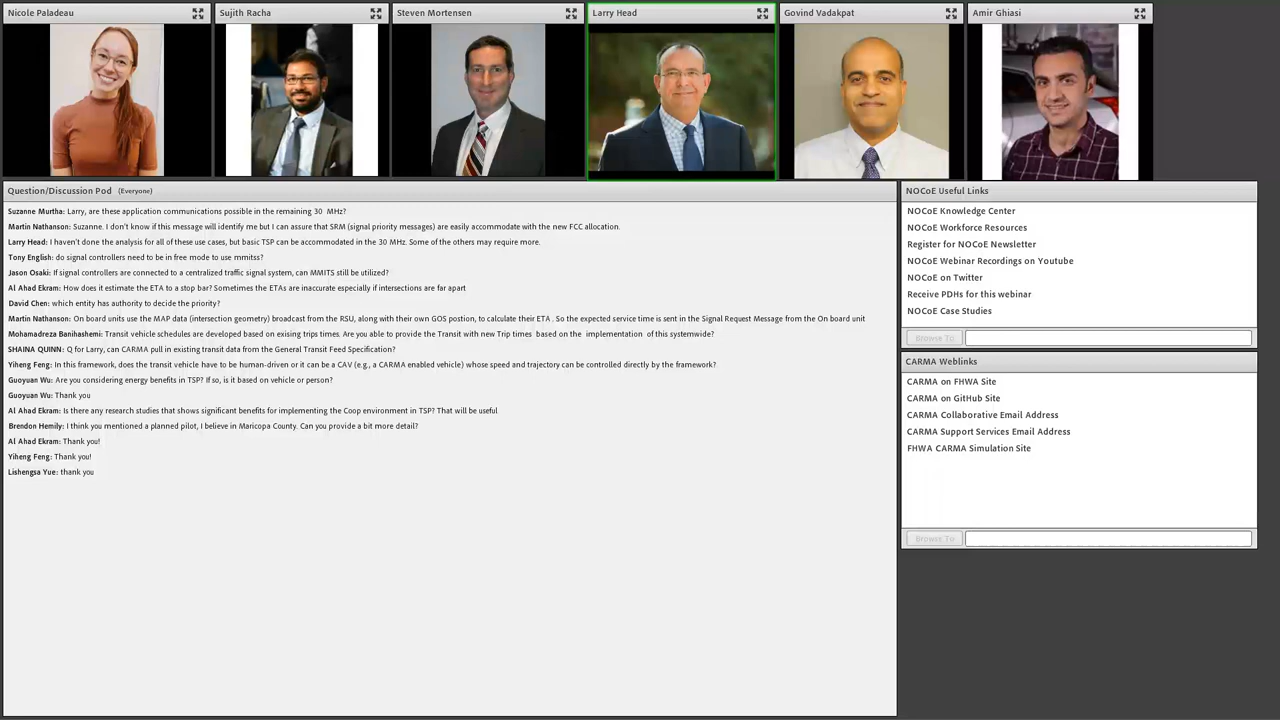 Nicole Paladeau
Sujith Racha
Steven Mortensen
Larry Head
Govind Vadakpat
Amir Ghiasi
Question/Discussion Pod (Everyone)
Suzanne Murtha: Larry, are these application communications possible in the remaining 30 MHz?
Martin Nathanson: Suzanne. I don't know if this message will identify me but I can assure that SRM (signal priority messages) are easily accommodate with the new FCC allocation.
Larry Head: I haven't done the analysis for all of these use cases, but basic TSP can be accommodated in the 30 MHz. Some of the others may require more.
Tony English: do signal controllers need to be in free mode to use mmitss?
Jason Osaki: If signal controllers are connected to a centralized traffic signal system, can MMITS still be utilized?
Al Ahad Ekram: How does it estimate the ETA to a stop bar? Sometimes the ETAs are inaccurate especially if intersections are far apart
David Chen: which entity has authority to decide the priority?
Martin Nathanson: On board units use the MAP data (intersection geometry) broadcast from the RSU, along with their own GOS postion, to calculate their ETA . So the expected service time is sent in the Signal Request Message from the On board unit
Mohamadreza Banihashemi: Transit vehicle schedules are developed based on exising trips times. Are you able to provide the Transit with new Trip times based on the implementation of this systemwide?
SHAINA QUINN: Q for Larry, can CARMA pull in existing transit data from the General Transit Feed Specification?
Yiheng Feng: In this framework, does the transit vehicle have to be human-driven or it can be a CAV (e.g., a CARMA enabled vehicle) whose speed and trajectory can be controlled directly by the framework?
Guoyuan Wu: Are you considering energy benefits in TSP? If so, is it based on vehicle or person?
Guoyuan Wu: Thank you
Al Ahad Ekram: Is there any research studies that shows significant benefits for implementing the Coop environment in TSP? That will be useful
Brendon Hemily: I think you mentioned a planned pilot, I believe in Maricopa County. Can you provide a bit more detail?
Al Ahad Ekram: Thank you!
Yiheng Feng: Thank you!
Lishengsa Yue: thank you
NOCoE Useful Links
NOCoE Knowledge Center
NOCoE Workforce Resources
Register for NOCoE Newsletter
NOCoE Webinar Recordings on Youtube
NOCoE on Twitter
Receive PDHs for this webinar
NOCoE Case Studies
Browse To
CARMA Weblinks
CARMA on FHWA Site
CARMA on GitHub Site
CARMA Collaborative Email Address
CARMA Support Services Email Address
FHWA CARMA Simulation Site
Browse To